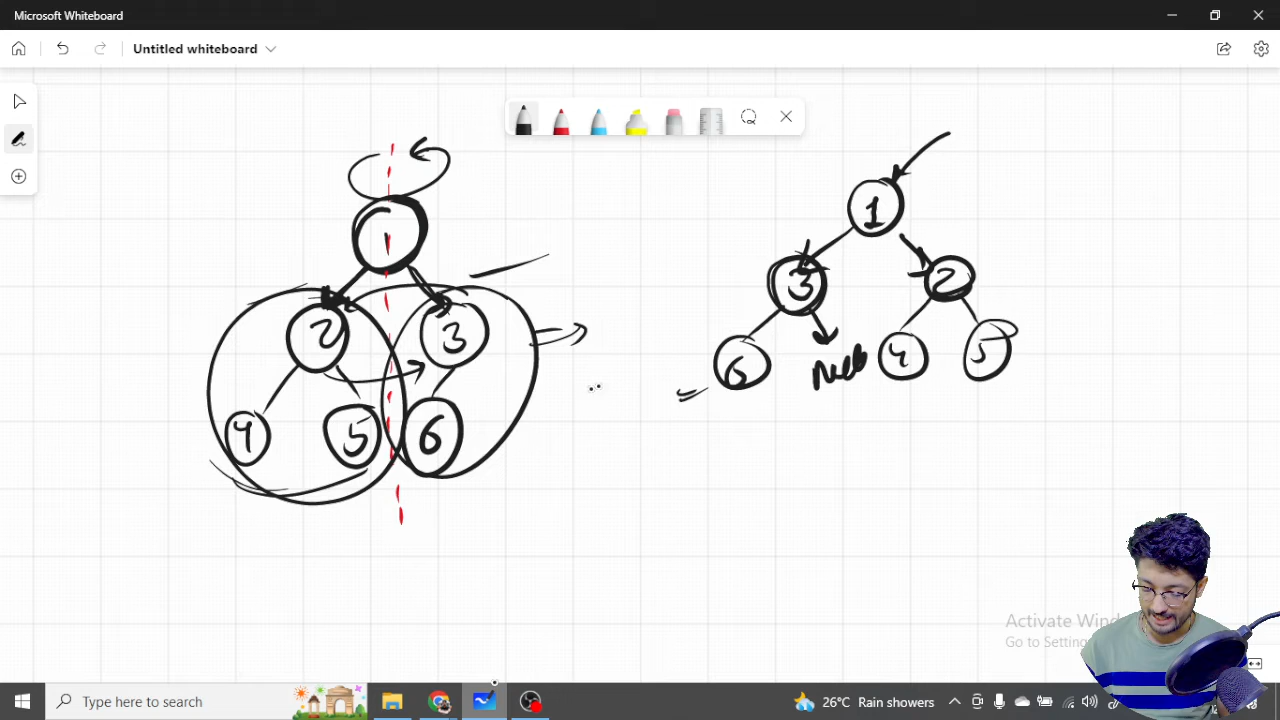 Microsoft Whiteboard
Untitled whiteboard
1
1
2
3
3
2
4
5
6
6
Null
4
5
Activate Wind
Go to Setting
Type here to search
26°C Rain showers